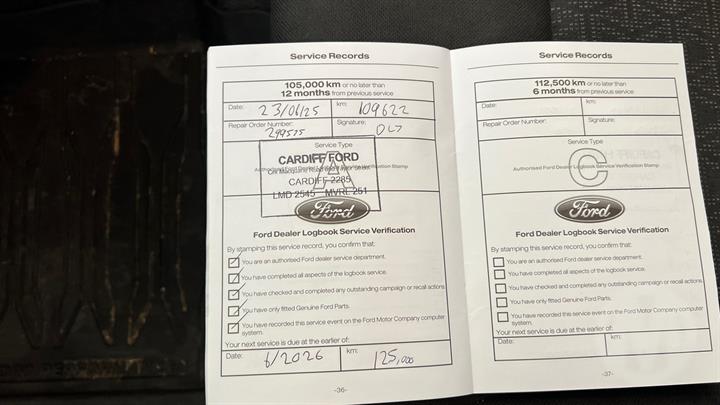 Service Records
105,000 km or no later than
12 months from previous service
Date: 23/06/25 km: 109622
Repair Order Number: 299575 Signature:
Service Type
A
CARDIFF FORD
Authorised Ford Dealer Logbook Service Verification Stamp
CARDIFF 2285
LMD 2545 MVRL 251
Ford
Ford Dealer Logbook Service Verification
By stamping this service record, you confirm that:
You are an authorised Ford dealer service department.
You have completed all aspects of the logbook service.
You have checked and completed any outstanding campaign or recall actions.
You have only fitted Genuine Ford Parts.
You have recorded this service event on the Ford Motor Company computer
system.
Your next service is due at the earlier of:
Date: 6/2026 km: 125,000
-36-
Service Records
112,500 km or no later than
6 months from previous service
Date: km:
Repair Order Number: Signature:
Service Type
C
Authorised Ford Dealer Logbook Service Verification Stamp
Ford
Ford Dealer Logbook Service Verification
By stamping this service record, you confirm that:
You are an authorised Ford dealer service department.
You have completed all aspects of the logbook service.
You have checked and completed any outstanding campaign or recall actions
You have only fitted Genuine Ford Parts.
You have recorded this service event on the Ford Motor Company computer
system.
Your next service is due at the earlier of:
Date: km:
-37-